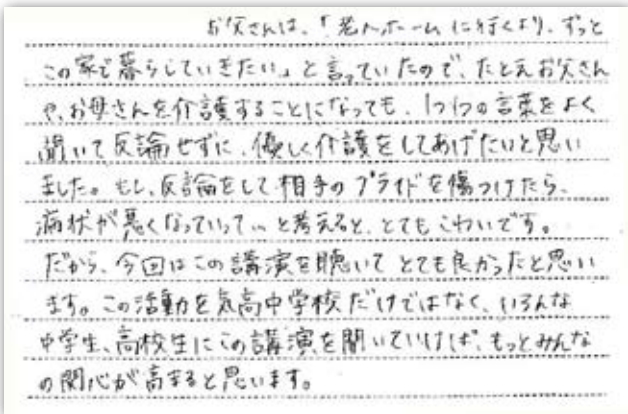 お父さんは、「老人ホームに行くより、ずっと
この家で暮らしていきたい」と言っていたので、たとえお父さん
や、お母さんを介護することになっても、1つ1つの言葉をよく
聞いて反論せずに、優しく介護をしてあげたいと思い
ました。もし、反論をして相手のプライドを傷つけたら、
病状が悪くなっていって…と考えると、とてもこわいです。
だから、今回はこの講演を聴いてとても良かったと思い
ます。この活動を気高中学校だけではなく、いろんな
中学生、高校生にこの講演を聞いていけば、もっとみんな
の関心が高まると思います。